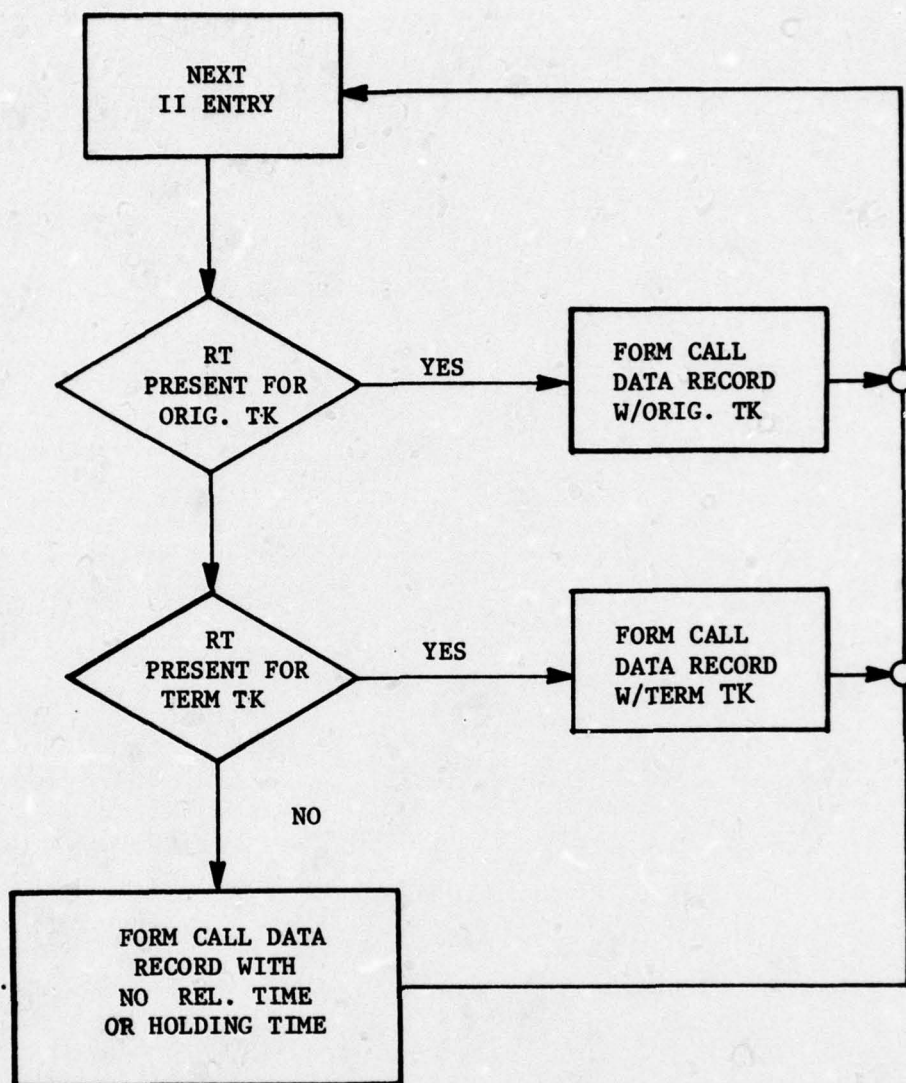 NEXT
II ENTRY
RT
PRESENT FOR
ORIG. TK
YES
FORM CALL
DATA RECORD
W/ORIG. TK
RT
PRESENT FOR
TERM TK
YES
FORM CALL
DATA RECORD
W/TERM TK
NO
FORM CALL DATA
RECORD WITH
NO REL. TIME
OR HOLDING TIME